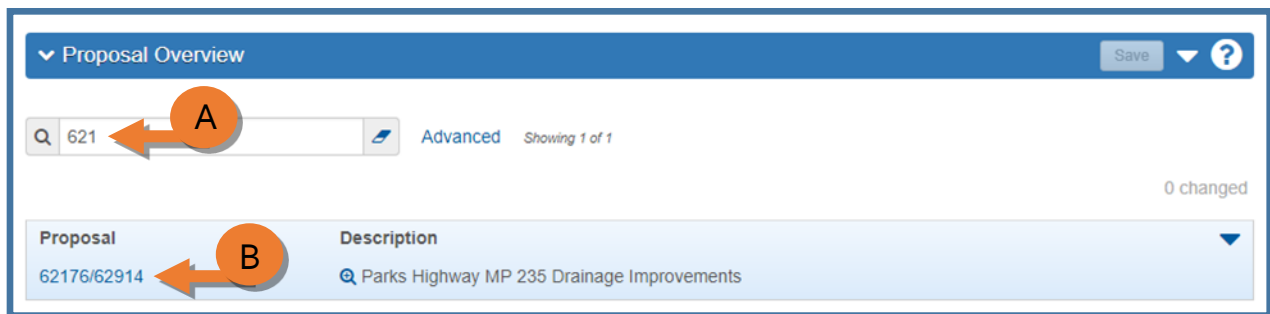 Proposal Overview
Save
?
A
621
Advanced Showing 1 of 1
0 changed
Proposal Description
B
62176/62914 Parks Highway MP 235 Drainage Improvements